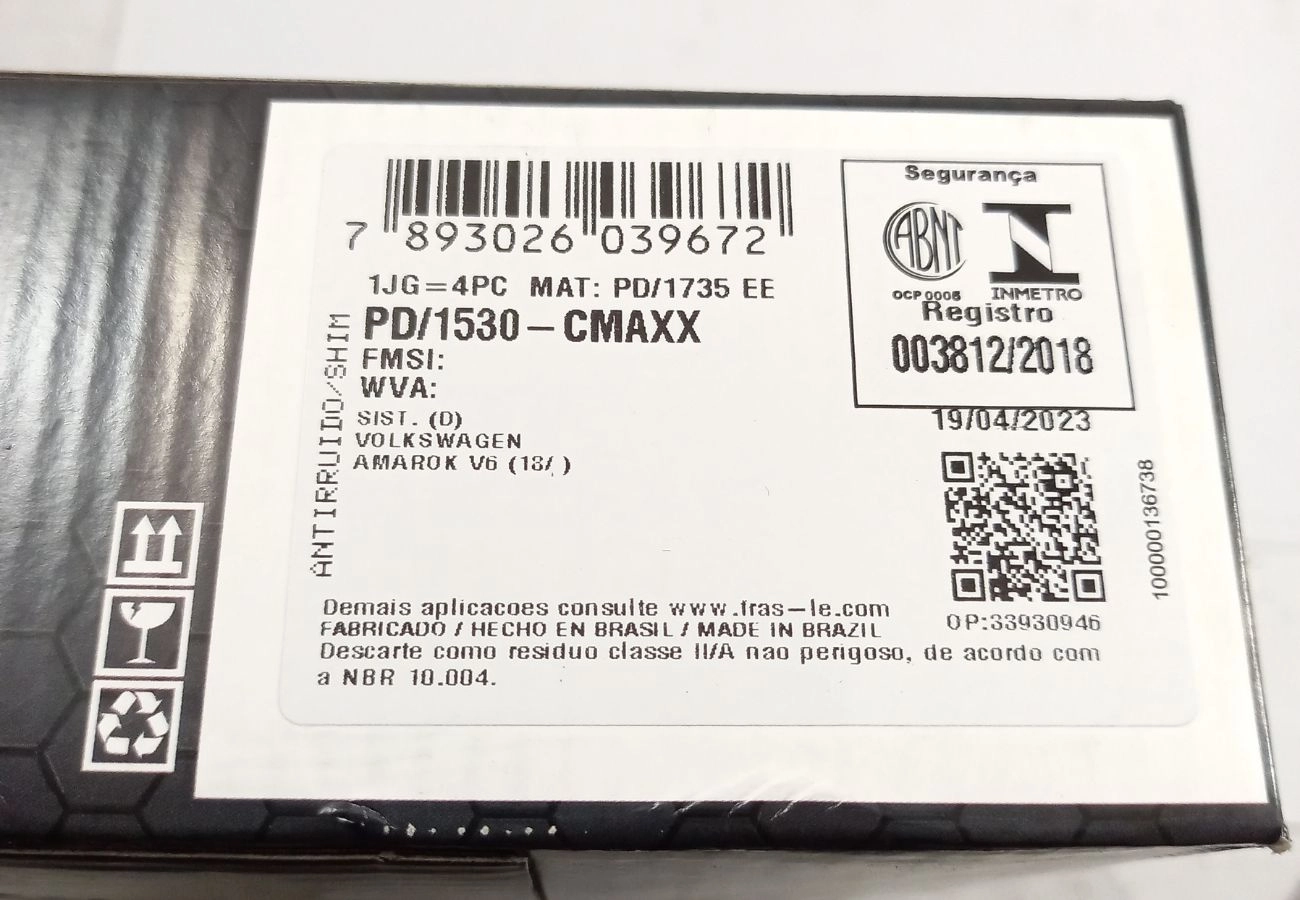 7 893026 039672
1JG=4PC MAT: PD/1735 EE
PD/1530-CMAXX
FMSI:
WVA:
SIST. (D)
VOLKSWAGEN
AMAROK V6 (18/ )
ANTIRRUIDO/SHIM
Segurança
ABNT
OCP 0005 INMETRO
Registro
003812/2018
19/04/2023
10000136738
OP:33930946
Demais aplicacoes consulte www.fras-le.com
FABRICADO / HECHO EN BRASIL / MADE IN BRAZIL
Descarte como residuo classe II/A nao perigoso, de acordo com
a NBR 10.004.